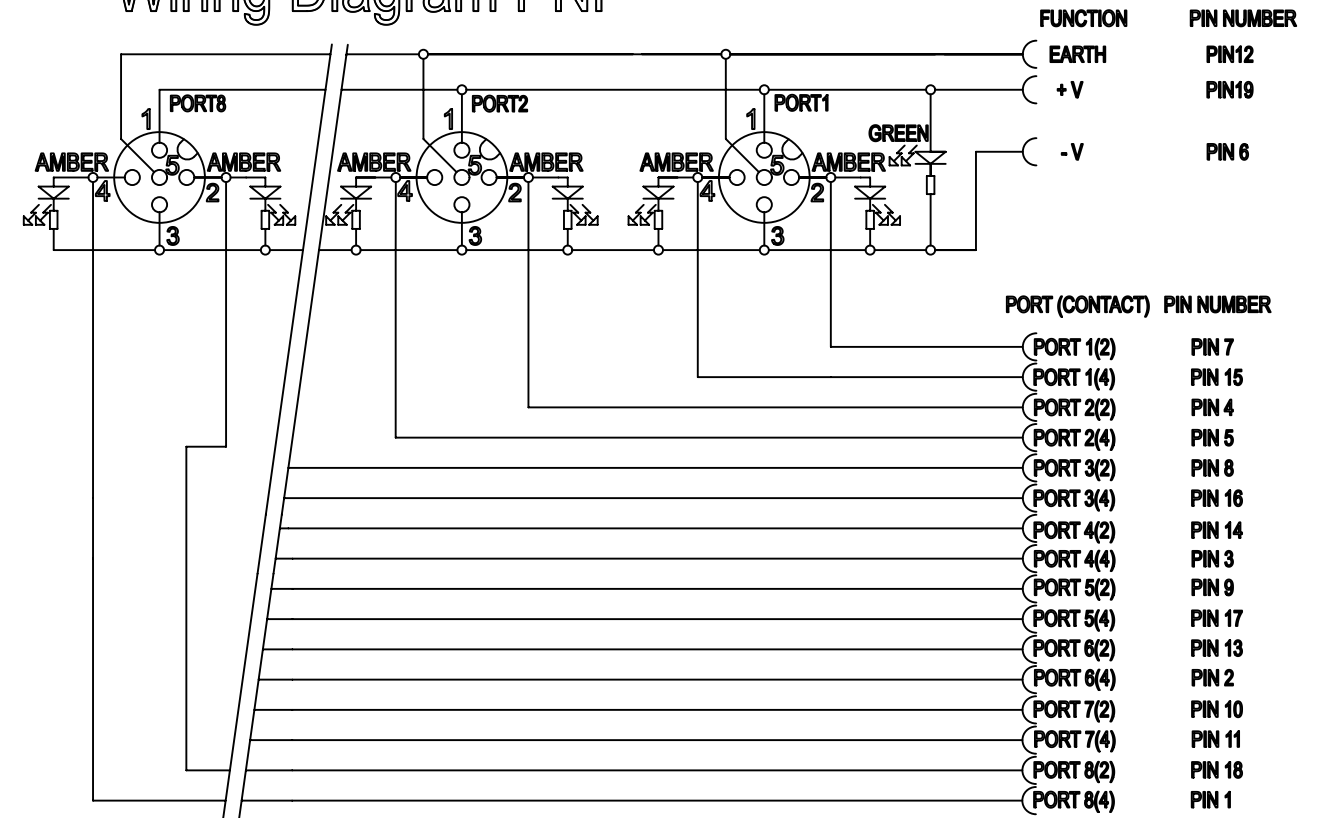 Wiring Diagram PNP
FUNCTION PIN NUMBER
EARTH PIN12
+ V PIN19
- V PIN 6
PORT8 PORT2 PORT1
1 1 1
GREEN
AMBER 5 AMBER AMBER 5 AMBER AMBER 5 AMBER
4 2 4 2 4 2
3 3 3
PORT (CONTACT) PIN NUMBER
PORT 1(2) PIN 7
PORT 1(4) PIN 15
PORT 2(2) PIN 4
PORT 2(4) PIN 5
PORT 3(2) PIN 8
PORT 3(4) PIN 16
PORT 4(2) PIN 14
PORT 4(4) PIN 3
PORT 5(2) PIN 9
PORT 5(4) PIN 17
PORT 6(2) PIN 13
PORT 6(4) PIN 2
PORT 7(2) PIN 10
PORT 7(4) PIN 11
PORT 8(2) PIN 18
PORT 8(4) PIN 1